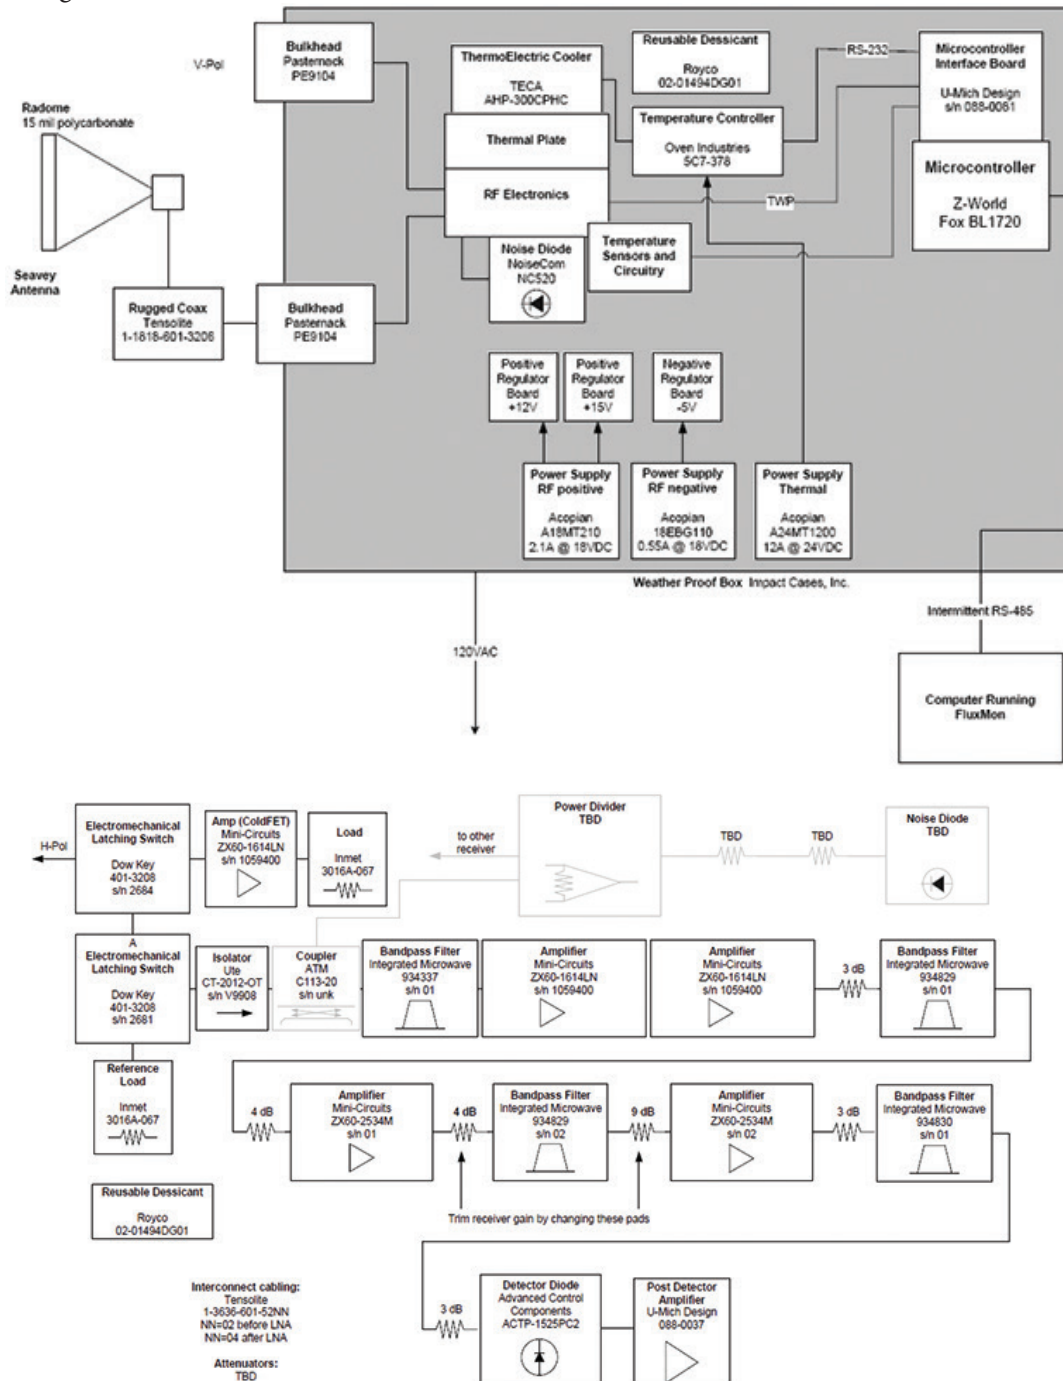 V-Pol
Bulkhead
Pasternack
PE9104
ThermoElectric Cooler
TECA
AHP-300CPHC
Reusable Dessicant
Royco
02-01494DG01
RS-232
Microcontroller
Interface Board
U-Mich Design
s/n 088-0061
Radome
15 mil polycarbonate
Thermal Plate
Temperature Controller
Oven Industries
5C7-378
RF Electronics
TWP
Microcontroller
Z-World
Fox BL1720
Seavey
Antenna
Noise Diode
NoiseCom
NC520
Temperature
Sensors and
Circuitry
Rugged Coax
Tensolite
1-1818-601-3206
Bulkhead
Pasternack
PE9104
Positive
Regulator
Board
+12V
Positive
Regulator
Board
+15V
Negative
Regulator
Board
-5V
Power Supply
RF positive
Acopian
A18MT210
2.1A @ 18VDC
Power Supply
RF negative
Acopian
18EBG110
0.55A @ 18VDC
Power Supply
Thermal
Acopian
A24MT1200
12A @ 24VDC
Weather Proof Box Impact Cases, Inc.
Intermittent RS-485
120VAC
Computer Running
FluxMon
H-Pol
Electromechanical
Latching Switch
Dow Key
401-3208
s/n 2684
Amp (ColdFET)
Mini-Circuits
ZX60-1614LN
s/n 1059400
Load
Inmet
3016A-067
to other
receiver
Power Divider
TBD
TBD
TBD
Noise Diode
TBD
A
Electromechanical
Latching Switch
Dow Key
401-3208
s/n 2681
Isolator
Ute
CT-2012-OT
s/n V9908
Coupler
ATM
C113-20
s/n unk
Bandpass Filter
Integrated Microwave
934337
s/n 01
Amplifier
Mini-Circuits
ZX60-1614LN
s/n 1059400
Amplifier
Mini-Circuits
ZX60-1614LN
s/n 1059400
3 dB
Bandpass Filter
Integrated Microwave
934829
s/n 01
Reference
Load
Inmet
3016A-067
4 dB
Amplifier
Mini-Circuits
ZX60-2534M
s/n 01
4 dB
Bandpass Filter
Integrated Microwave
934829
s/n 02
9 dB
Amplifier
Mini-Circuits
ZX60-2534M
s/n 02
3 dB
Bandpass Filter
Integrated Microwave
934830
s/n 01
Trim receiver gain by changing these pads
Reusable Dessicant
Royco
02-01494DG01
Interconnect cabling:
Tensolite
1-3636-601-52NN
NN=02 before LNA
NN=04 after LNA
Attenuators:
TBD
3 dB
Detector Diode
Advanced Control
Components
ACTP-1525PC2
Post Detector
Amplifier
U-Mich Design
088-0037